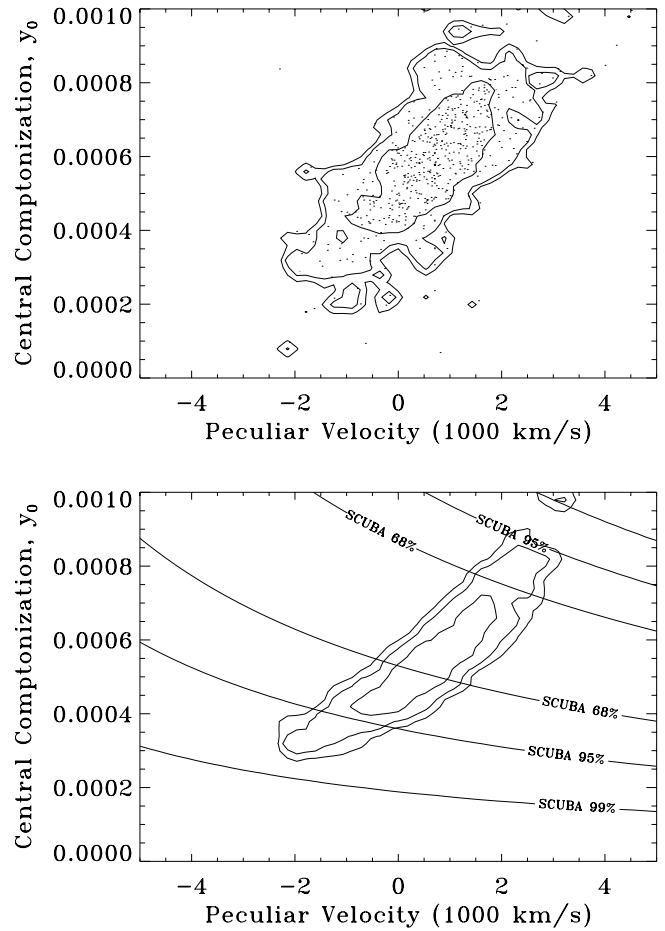 Central Comptonization, y₀
0.0010
0.0008
0.0006
0.0004
0.0002
0.0000
−4 −2 0 2 4
Peculiar Velocity (1000 km/s)
Central Comptonization, y₀
0.0010
0.0008
0.0006
0.0004
0.0002
0.0000
SCUBA 68%
SCUBA 95%
SCUBA 68%
SCUBA 95%
SCUBA 99%
−4 −2 0 2 4
Peculiar Velocity (1000 km/s)